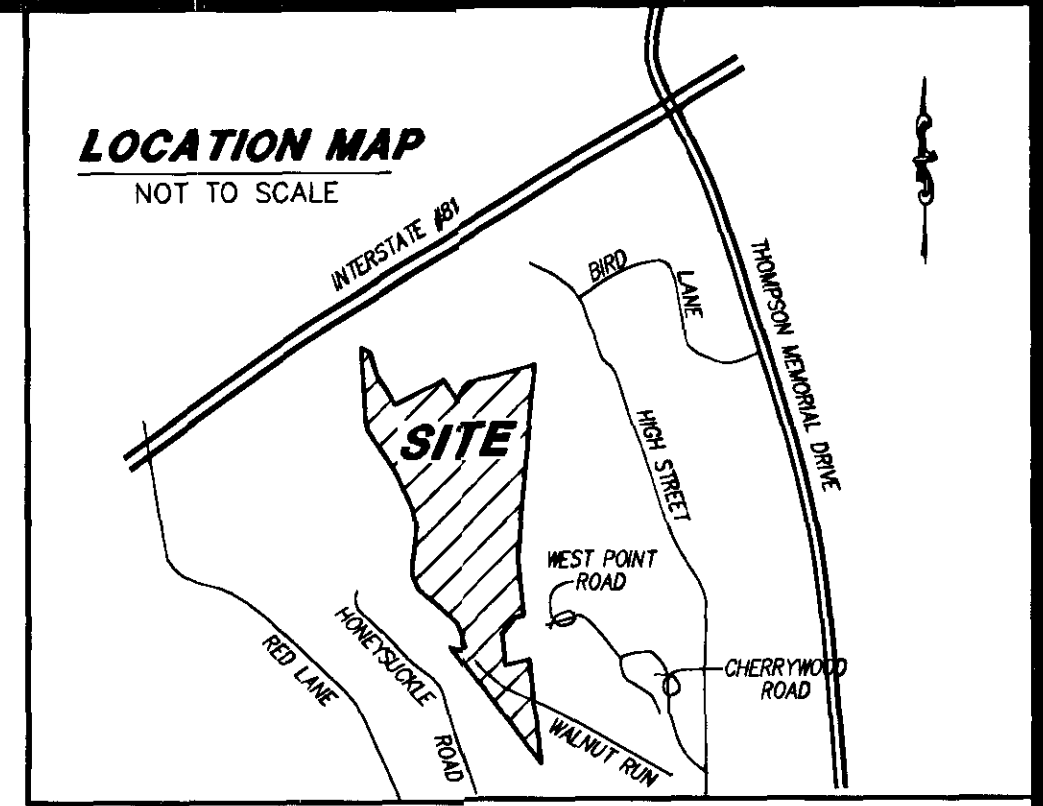 LOCATION MAP
NOT TO SCALE
INTERSTATE #81
BIRD
LANE
THOMPSON MEMORIAL DRIVE
SITE
HIGH STREET
WEST POINT
ROAD
HONEYSUCKLE
ROAD
RED LANE
CHERRYWOOD
ROAD
WALNUT RUN